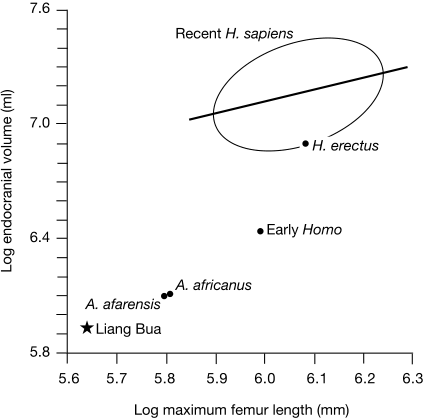 7.6
Recent H. sapiens
7.0
H. erectus
Log endocranial volume (ml)
6.4
Early Homo
A. africanus
A. afarensis
Liang Bua
5.8
5.6 5.7 5.8 5.9 6.0 6.1 6.2 6.3
Log maximum femur length (mm)